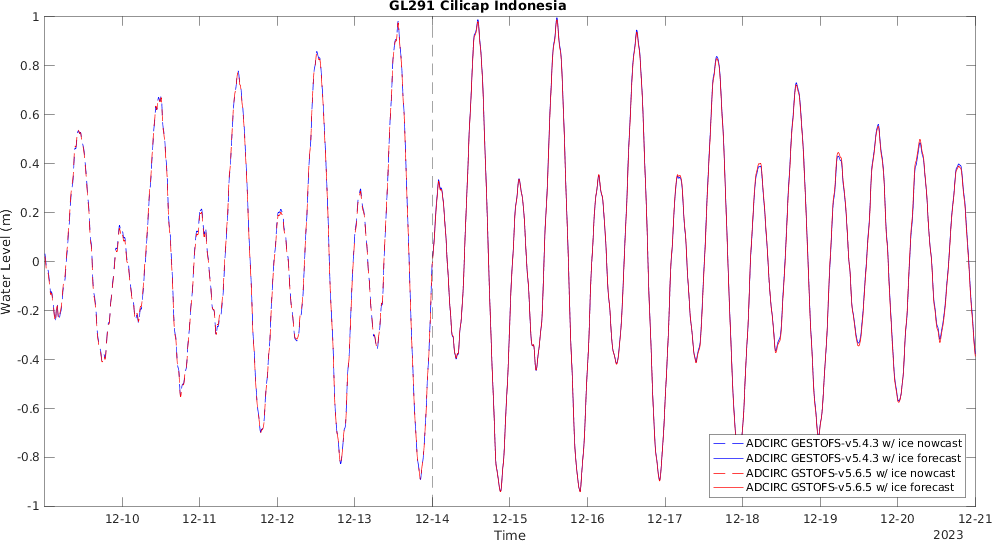 GL291 Cilicap Indonesia
1
0.8
0.6
0.4
0.2
0
-0.2
-0.4
-0.6
-0.8
-1
Water Level (m)
ADCIRC GESTOFS-v5.4.3 w/ ice nowcast
ADCIRC GESTOFS-v5.4.3 w/ ice forecast
ADCIRC GSTOFS-v5.6.5 w/ ice nowcast
ADCIRC GSTOFS-v5.6.5 w/ ice forecast
12-10 12-11 12-12 12-13 12-14 12-15 12-16 12-17 12-18 12-19 12-20 12-21
Time
2023